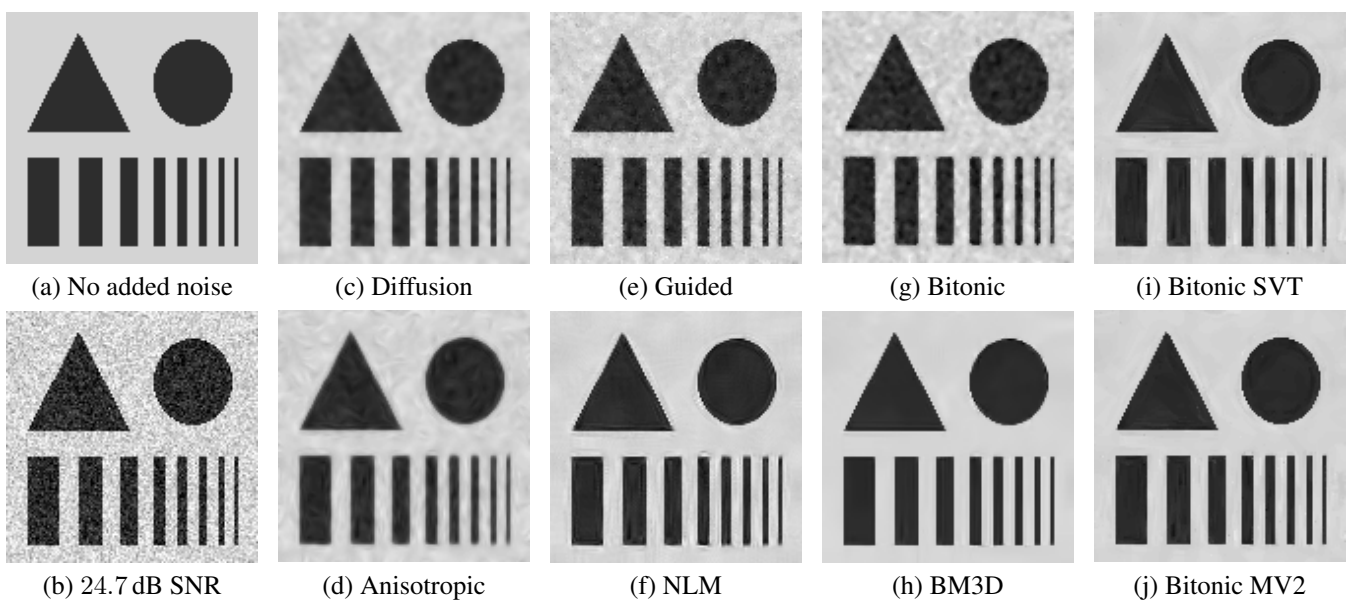 (a) No added noise
(c) Diffusion
(e) Guided
(g) Bitonic
(i) Bitonic SVT
(b) 24.7 dB SNR
(d) Anisotropic
(f) NLM
(h) BM3D
(j) Bitonic MV2